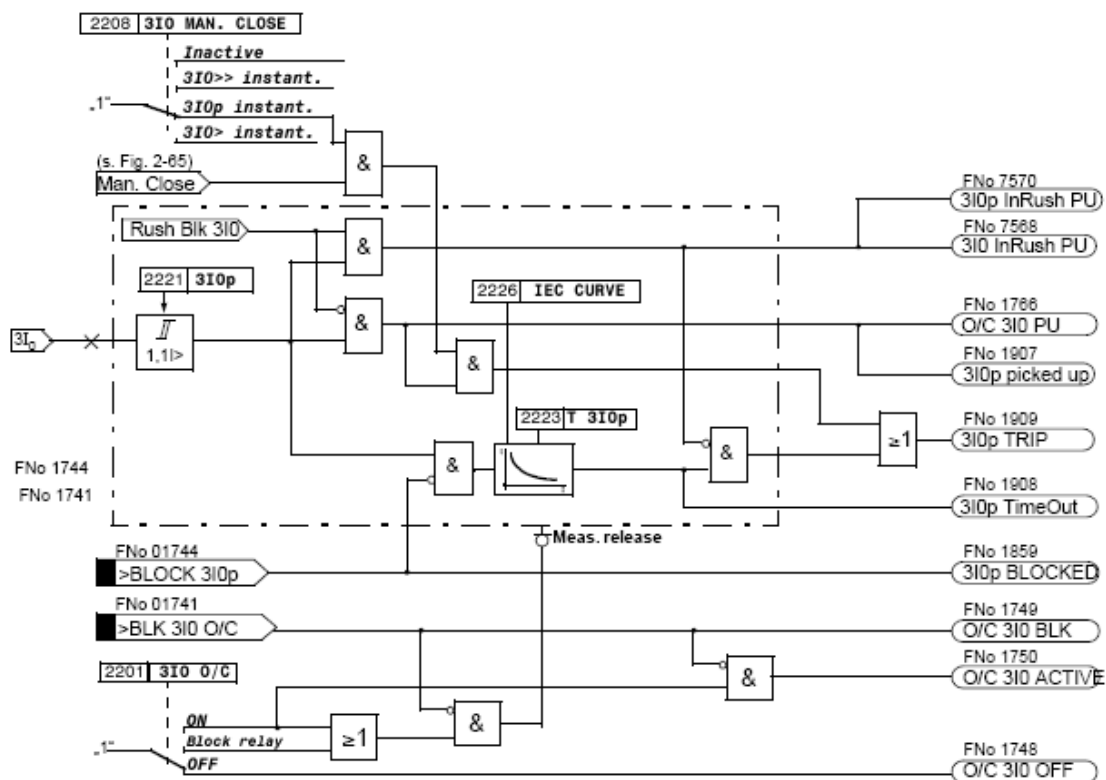 2208 3I0 MAN. CLOSE
Inactive
3I0>> instant.
„1"
3I0p instant.
3I0> instant.
(s. Fig. 2-65)
Man. Close
&
FNo 7570
3I0p InRush PU
Rush Blk 3I0
&
FNo 7568
3I0 InRush PU
2221 3I0p
2226 IEC CURVE
FNo 1766
O/C 3I0 PU
&
3I0
1,1I>
FNo 1907
3I0p picked up
&
2223 T 3I0p
FNo 1909
3I0p TRIP
≥1
&
&
FNo 1744
FNo 1741
FNo 1908
3I0p TimeOut
Meas. release
FNo 01744
>BLOCK 3I0p
FNo 1859
3I0p BLOCKED
FNo 01741
>BLK 3I0 O/C
FNo 1749
O/C 3I0 BLK
FNo 1750
O/C 3I0 ACTIVE
&
2201 3I0 O/C
ON
&
Block relay
≥1
„1"
OFF
FNo 1748
O/C 3I0 OFF